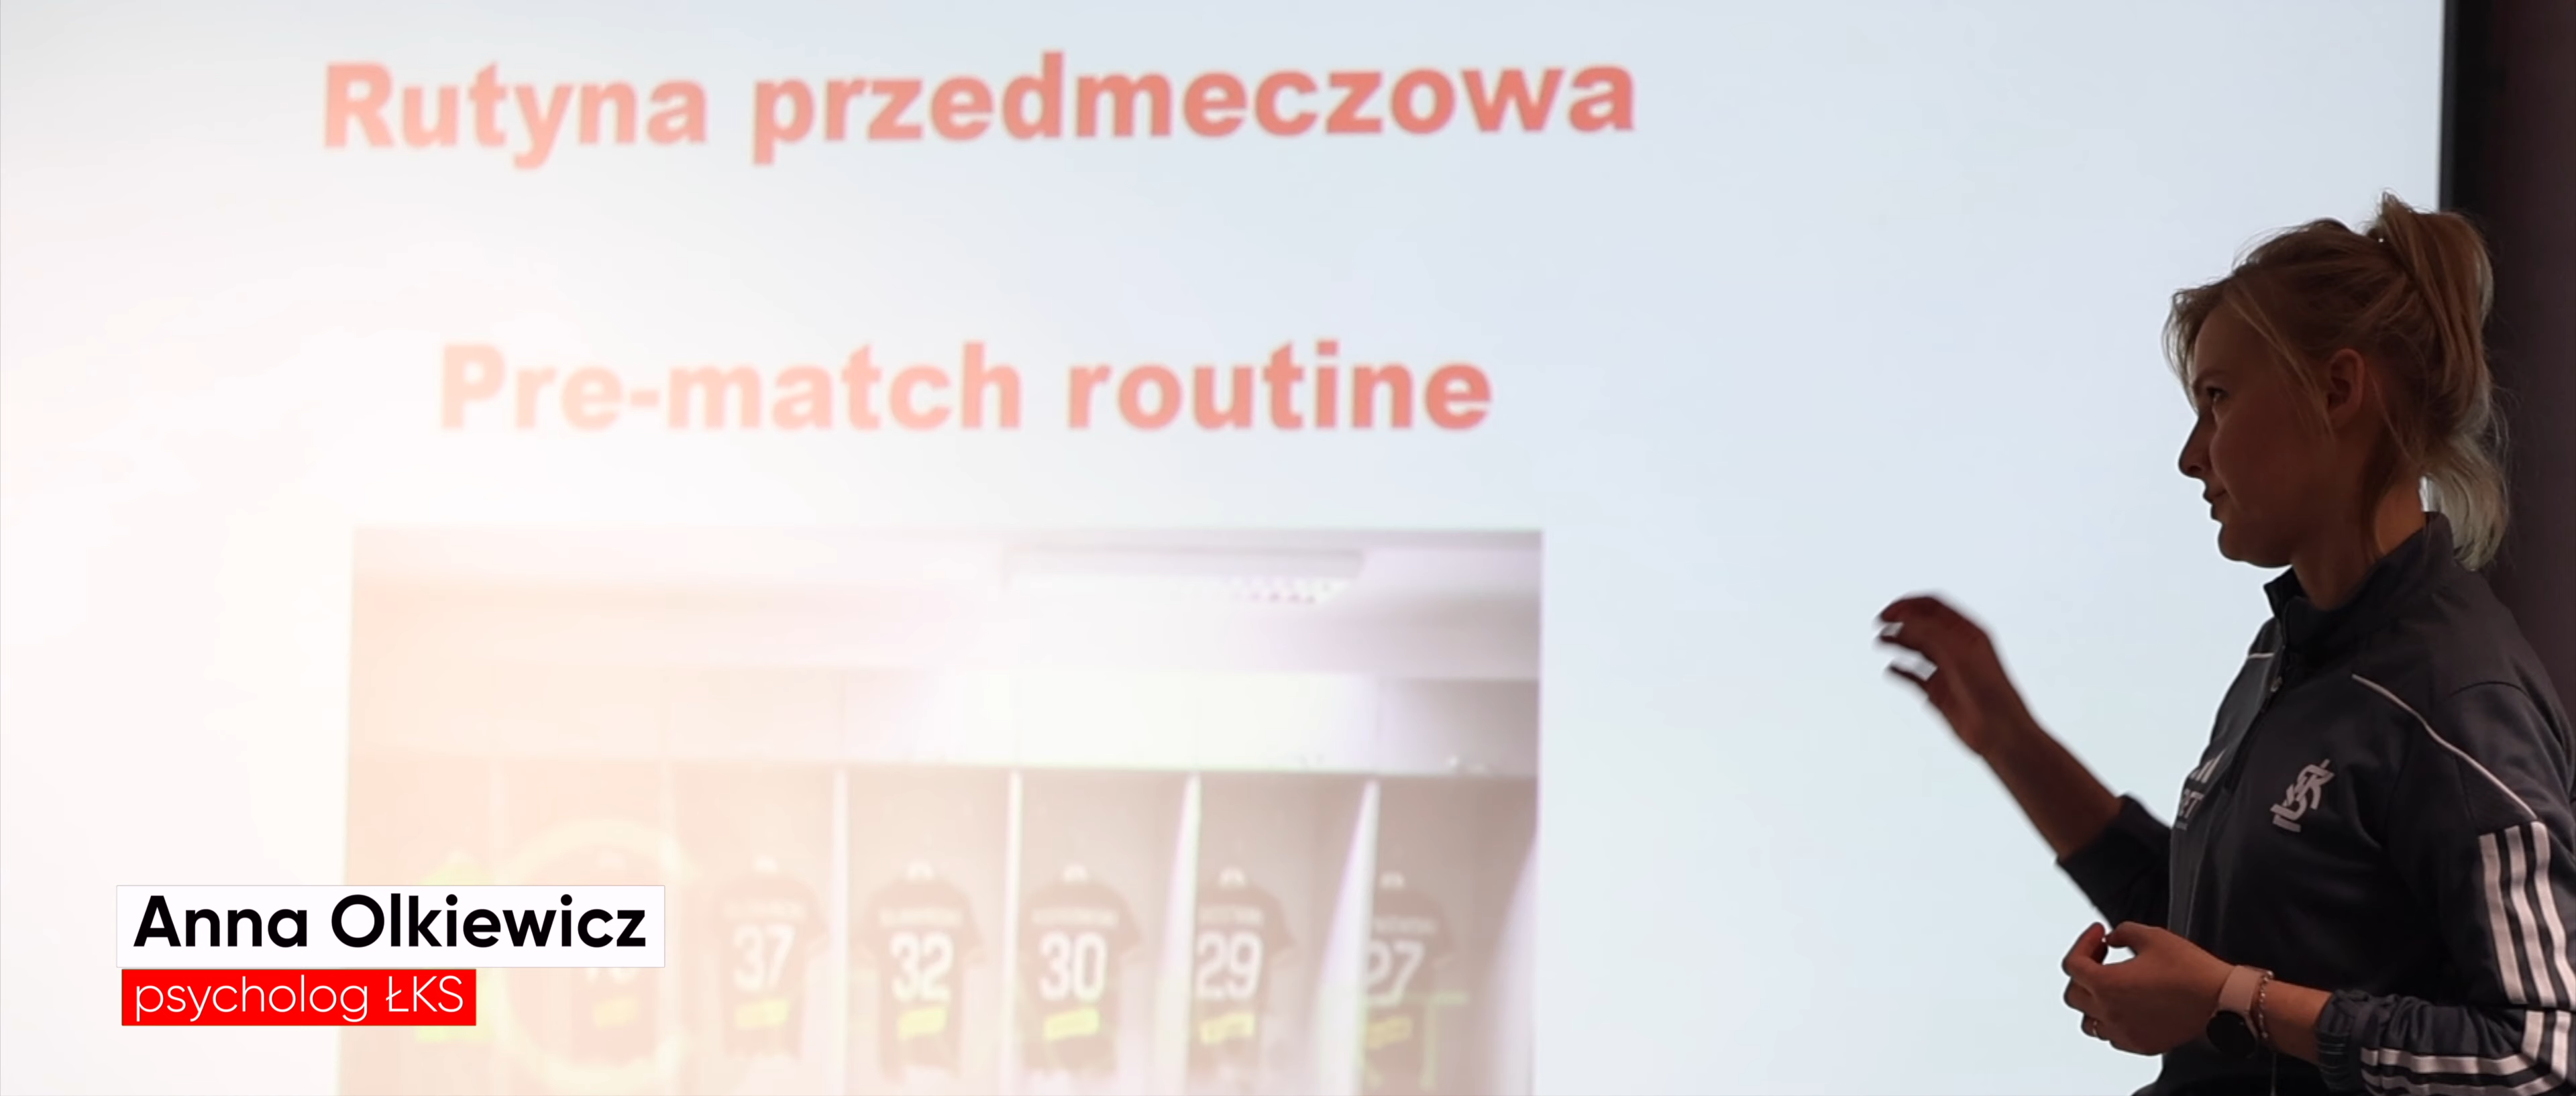 Rutyna przedmeczowa
Pre-match routine
37
32
30
29
27
Anna Olkiewicz
psycholog ŁKS